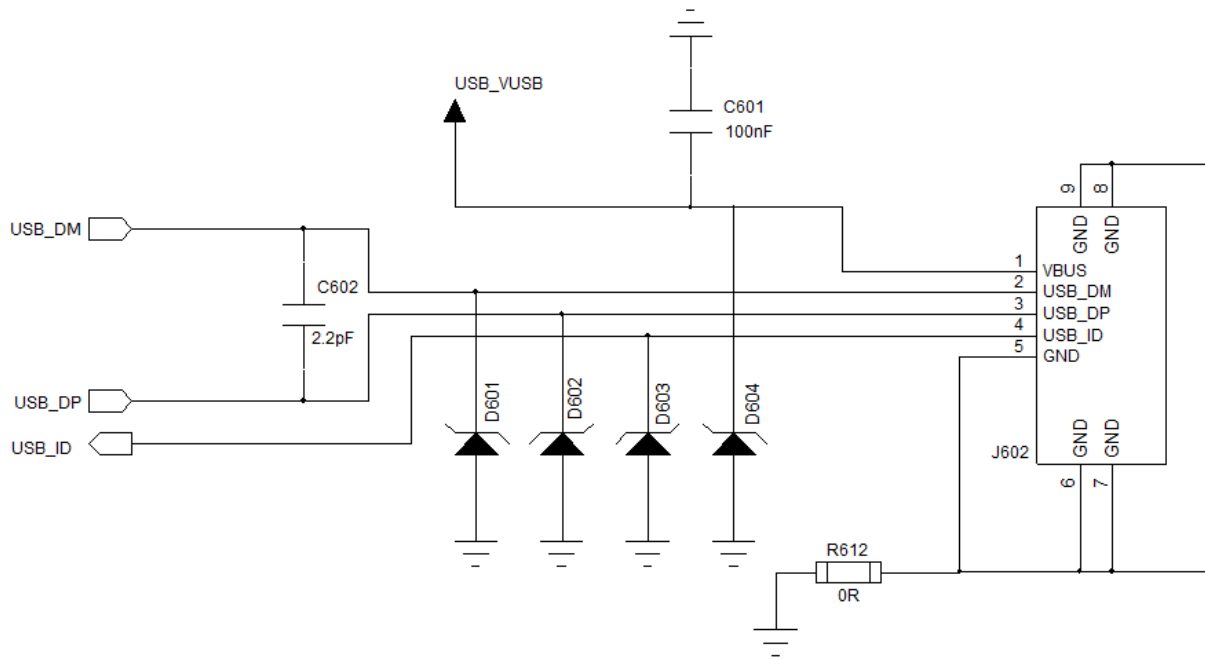 USB_VUSB
C601
100nF
9
8
GND
GND
USB_DM
1
VBUS
2
USB_DM
3
USB_DP
4
USB_ID
5
GND
C602
2.2pF
USB_DP
USB_ID
D601
D602
D603
D604
GND
GND
J602
6
7
R612
0R